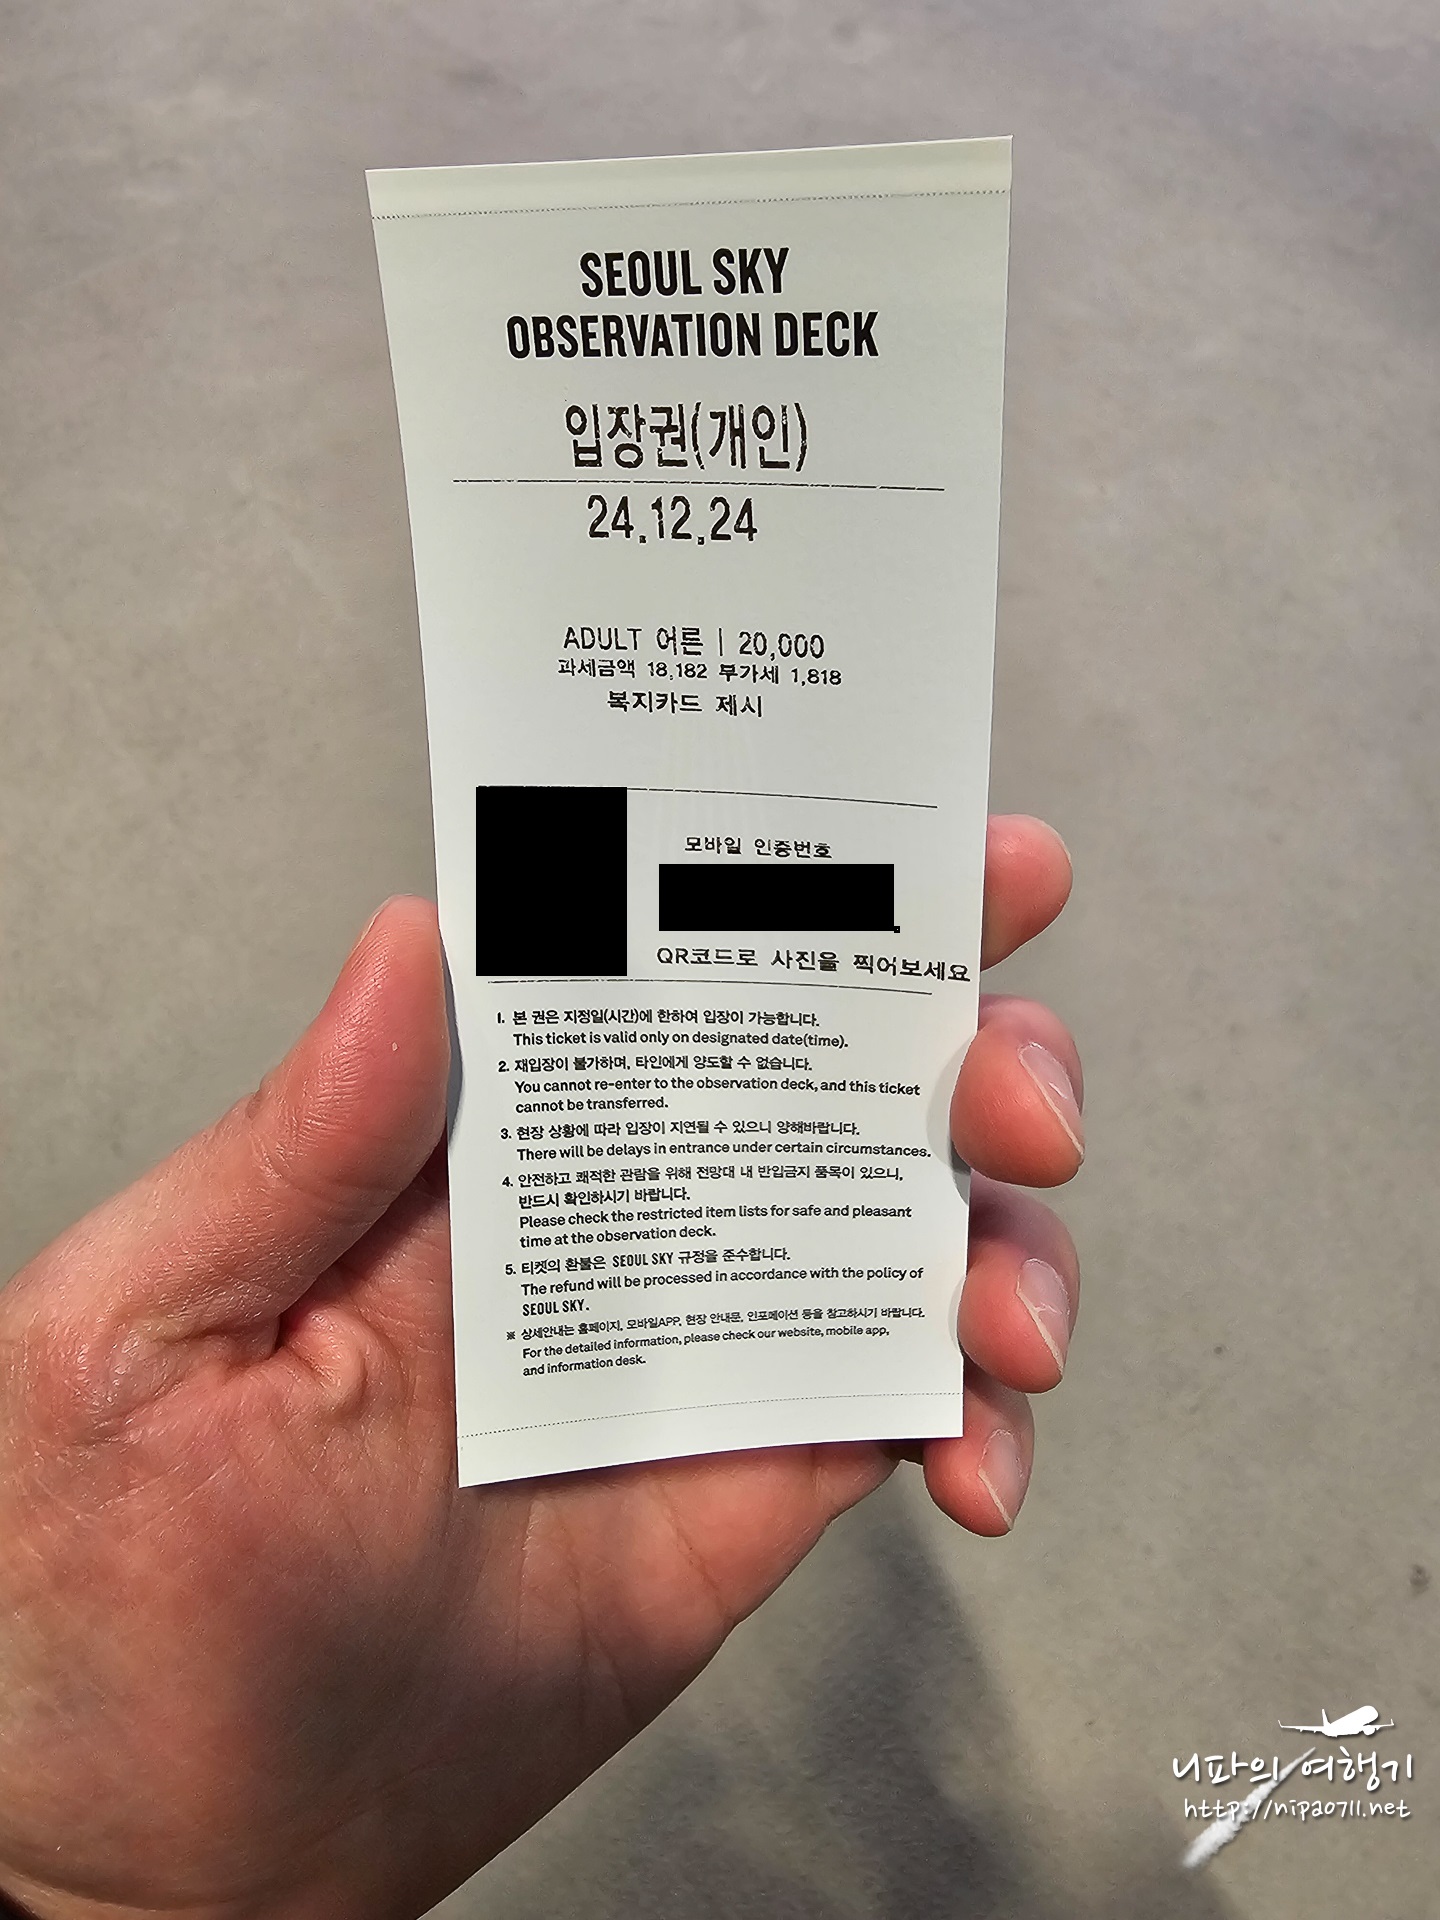 SEOUL SKY
OBSERVATION DECK
입장권(개인)
24.12.24
ADULT 어른 | 20,000
과세금액 18,182 부가세 1,818
복지카드 제시
모바일 인증번호
QR코드로 사진을 찍어보세요
1. 본 권은 지정일(시간)에 한하여 입장이 가능합니다.
This ticket is valid only on designated date(time).
2. 재입장이 불가하며, 타인에게 양도할 수 없습니다.
You cannot re-enter to the observation deck, and this ticket
cannot be transferred.
3. 현장 상황에 따라 입장이 지연될 수 있으니 양해바랍니다.
There will be delays in entrance under certain circumstances.
4. 안전하고 쾌적한 관람을 위해 전망대 내 반입금지 품목이 있으니,
반드시 확인하시기 바랍니다.
Please check the restricted item lists for safe and pleasant
time at the observation deck.
5. 티켓의 환불은 SEOUL SKY 규정을 준수합니다.
The refund will be processed in accordance with the policy of
SEOUL SKY.
※ 상세안내는 홈페이지, 모바일APP, 현장 안내문, 인포메이션 등을 참고하시기 바랍니다.
For the detailed information, please check our website, mobile app,
and information desk.
니파의 여행기
http://nipa0711.net